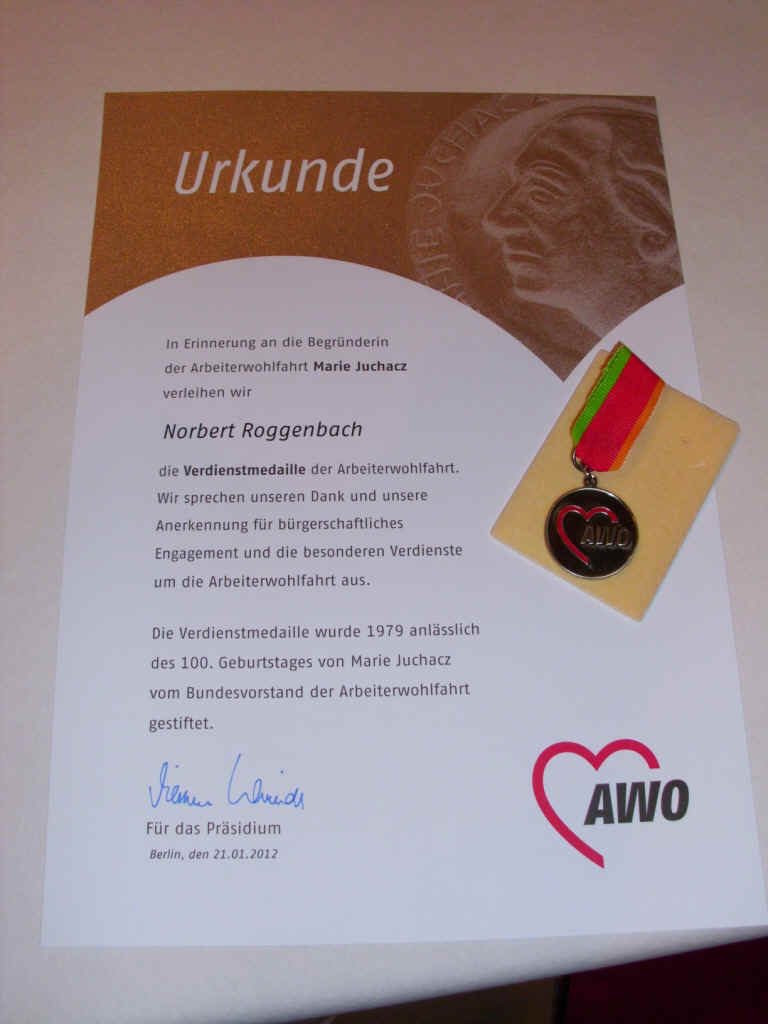 Urkunde
In Erinnerung an die Begründerin
der Arbeiterwohlfahrt Marie Juchacz
verleihen wir
Norbert Roggenbach
die Verdienstmedaille der Arbeiterwohlfahrt.
Wir sprechen unseren Dank und unsere
Anerkennung für bürgerschaftliches
Engagement und die besonderen Verdienste
um die Arbeiterwohlfahrt aus.
Die Verdienstmedaille wurde 1979 anlässlich
des 100. Geburtstages von Marie Juchacz
vom Bundesvorstand der Arbeiterwohlfahrt
gestiftet.
Für das Präsidium
Berlin, den 21.01.2012
AWO
AWO